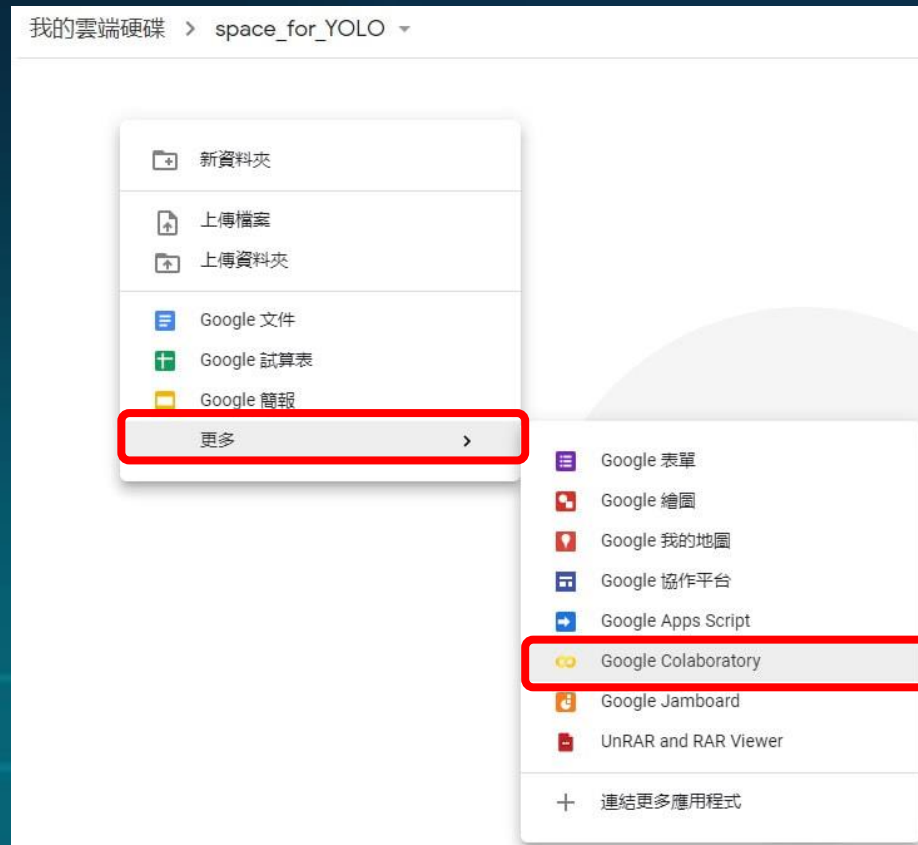 我的雲端硬碟 > space_for_YOLO
新資料夾
上傳檔案
上傳資料夾
Google 文件
Google 試算表
Google 簡報
更多
Google 表單
Google 繪圖
Google 我的地圖
Google 協作平台
Google Apps Script
Google Colaboratory
Google Jamboard
UnRAR and RAR Viewer
連結更多應用程式